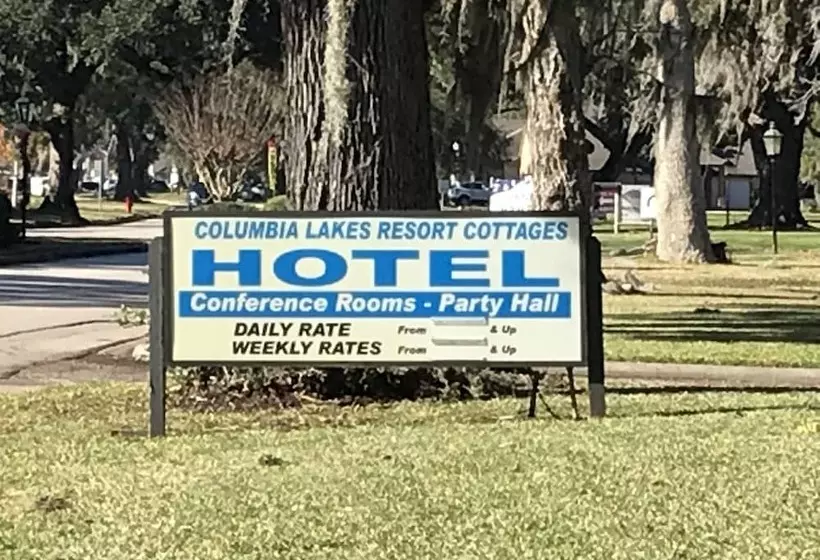 COLUMBIA LAKES RESORT COTTAGES
HOTEL
Conference Rooms - Party Hall
DAILY RATE From & Up
WEEKLY RATES From & Up